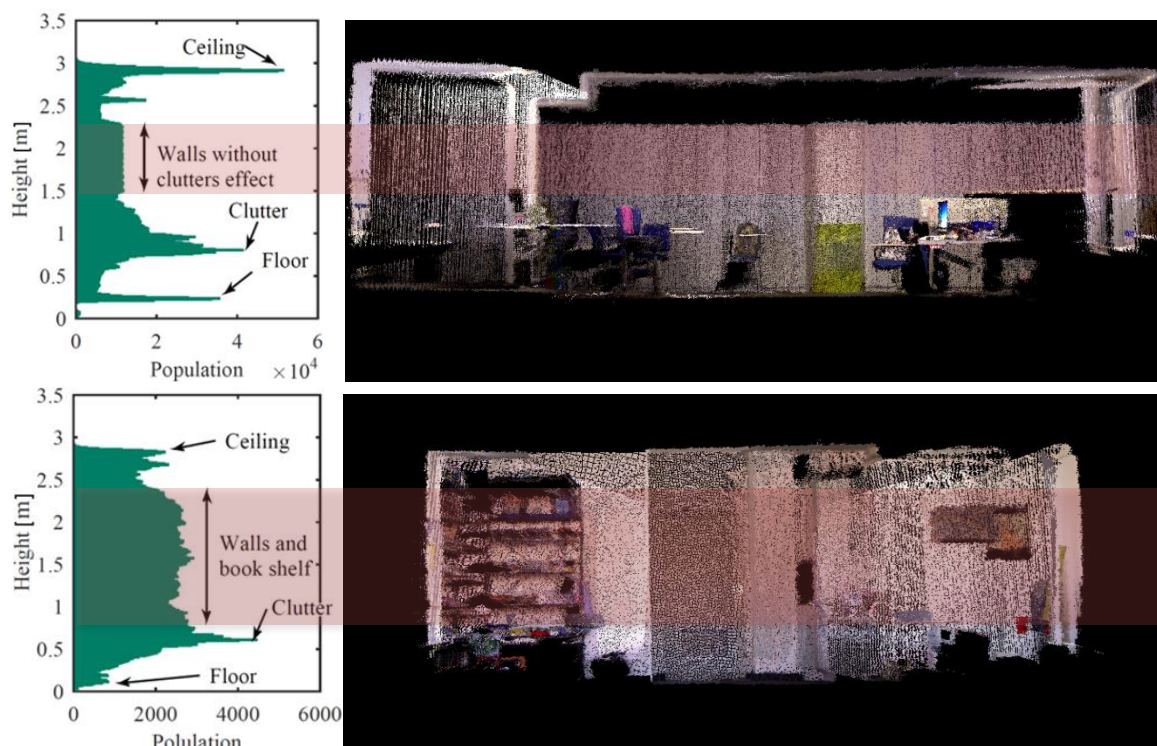 3.5
3
2.5
2
1.5
1
0.5
0
Height [m]
Ceiling
Walls without
clutters effect
Clutter
Floor
0 2 4 6
Population ×10⁴
3.5
3
2.5
2
1.5
1
0.5
0
Height [m]
Ceiling
Walls and
book shelf
Clutter
Floor
0 2000 4000 6000
Polulation